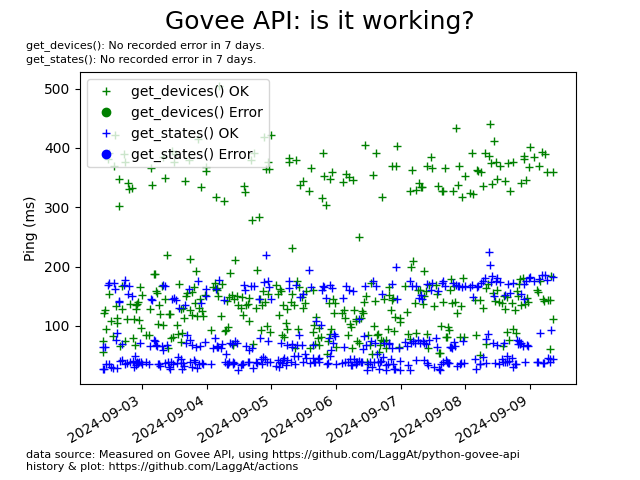 Govee API: is it working?
get_devices(): No recorded error in 7 days.
get_states(): No recorded error in 7 days.
get_devices() OK
get_devices() Error
get_states() OK
get_states() Error
Ping (ms)
500
400
300
200
100
2024-09-03
2024-09-04
2024-09-05
2024-09-06
2024-09-07
2024-09-08
2024-09-09
data source: Measured on Govee API, using https://github.com/LaggAt/python-govee-api
history & plot: https://github.com/LaggAt/actions